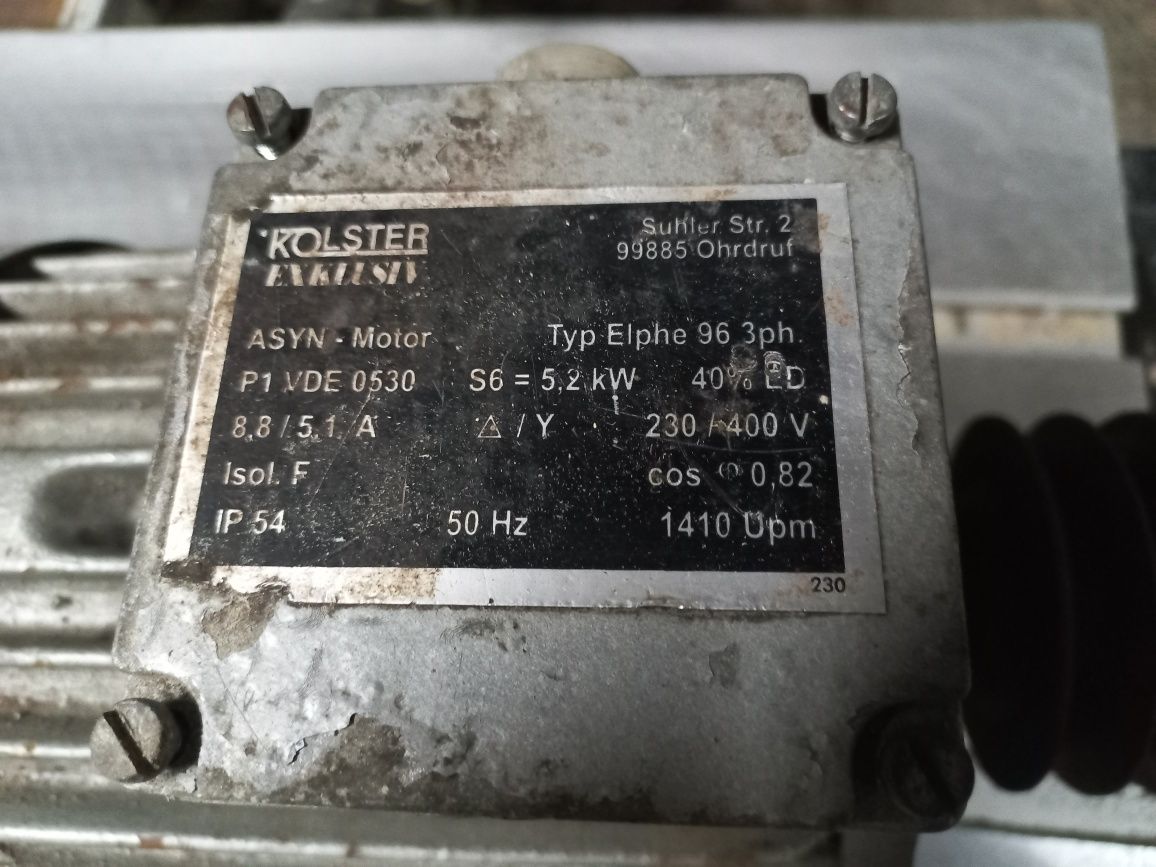 KOLSTER
EXKLUSIV
Suhler Str. 2
99885 Ohrdruf
ASYN - Motor Typ Elphe 96 3ph.
P1 VDE 0530 S6 = 5,2 kW 40% ED
8,8 / 5,1 A △ / Y 230 / 400 V
Isol. F cos φ 0,82
IP 54 50 Hz 1410 Upm
230